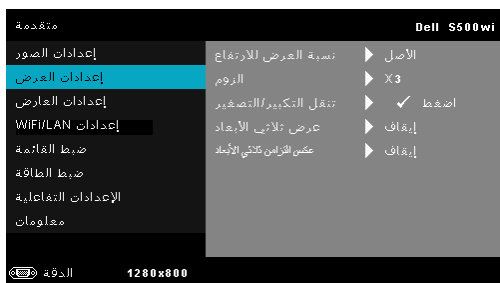 متقدمة
Dell S500wi
إعدادات الصور
إعدادات العرض
إعدادات العارض
إعدادات WiFi/LAN
ضبط القائمة
ضبط الطاقة
الإعدادات التفاعلية
معلومات
نسبة العرض للارتفاع الأصل
الزوم X3
تنقل التكبير/التصغير اضغط
عرض ثلاثي الأبعاد إيقاف
عكس التزامن ثلاثي الأبعاد إيقاف
الدقة 1280x800